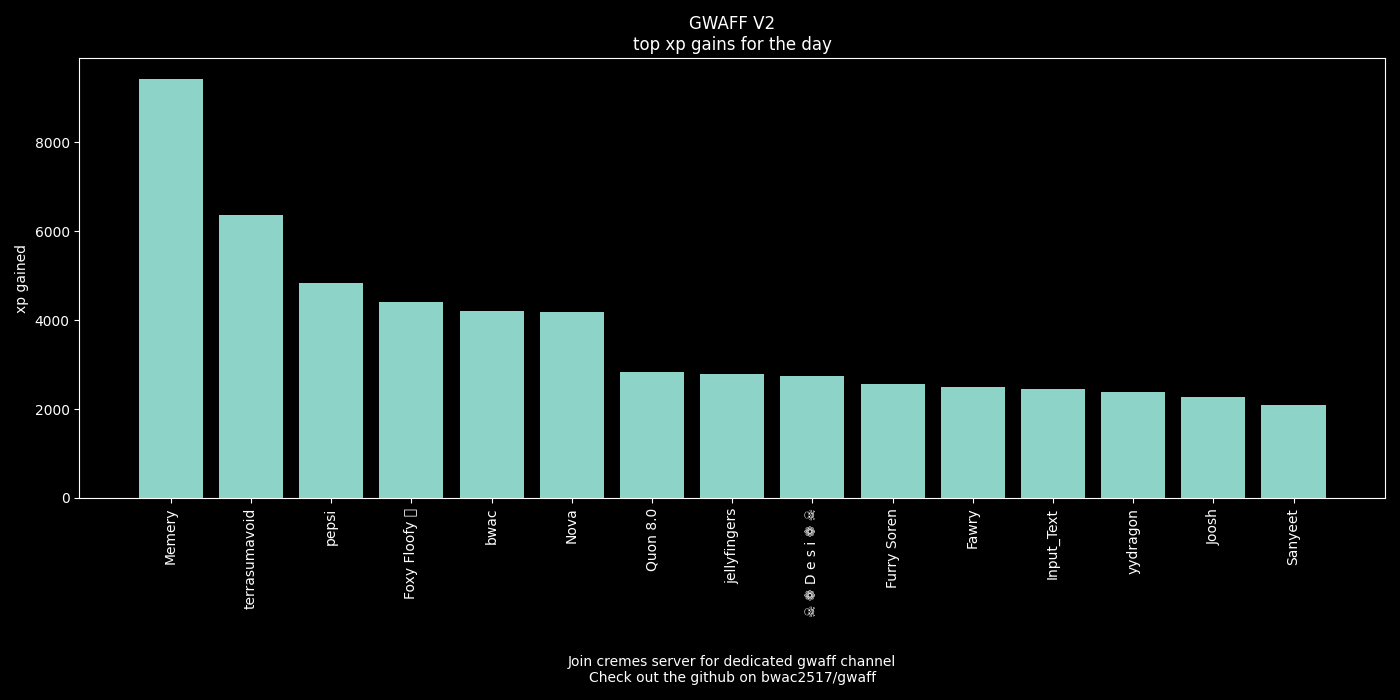 GWAFF V2
top xp gains for the day
xp gained
8000
6000
4000
2000
0
Memery
terrasumavoid
pepsi
Foxy Floofy
bwac
Nova
Quon 8.0
jellyfingers
☠ ❁ D e s i ❁ ☠
Furry Soren
Fawry
Input_Text
yydragon
Joosh
Sanyeet
Join cremes server for dedicated gwaff channel
Check out the github on bwac2517/gwaff